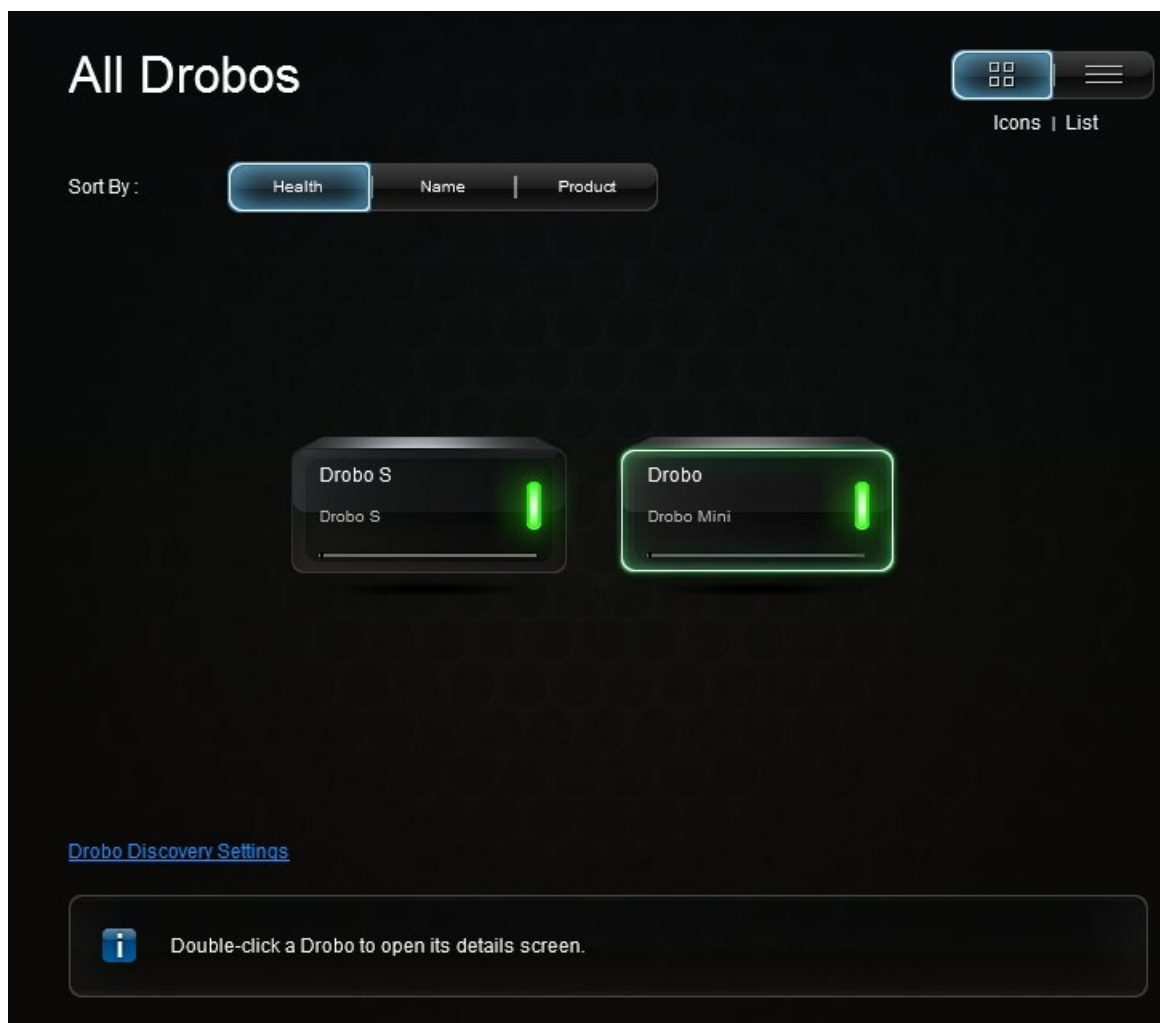 All Drobos
Icons | List
Sort By :
Health | Name | Product
Drobo S
Drobo S
Drobo
Drobo Mini
Drobo Discovery Settings
Double-click a Drobo to open its details screen.